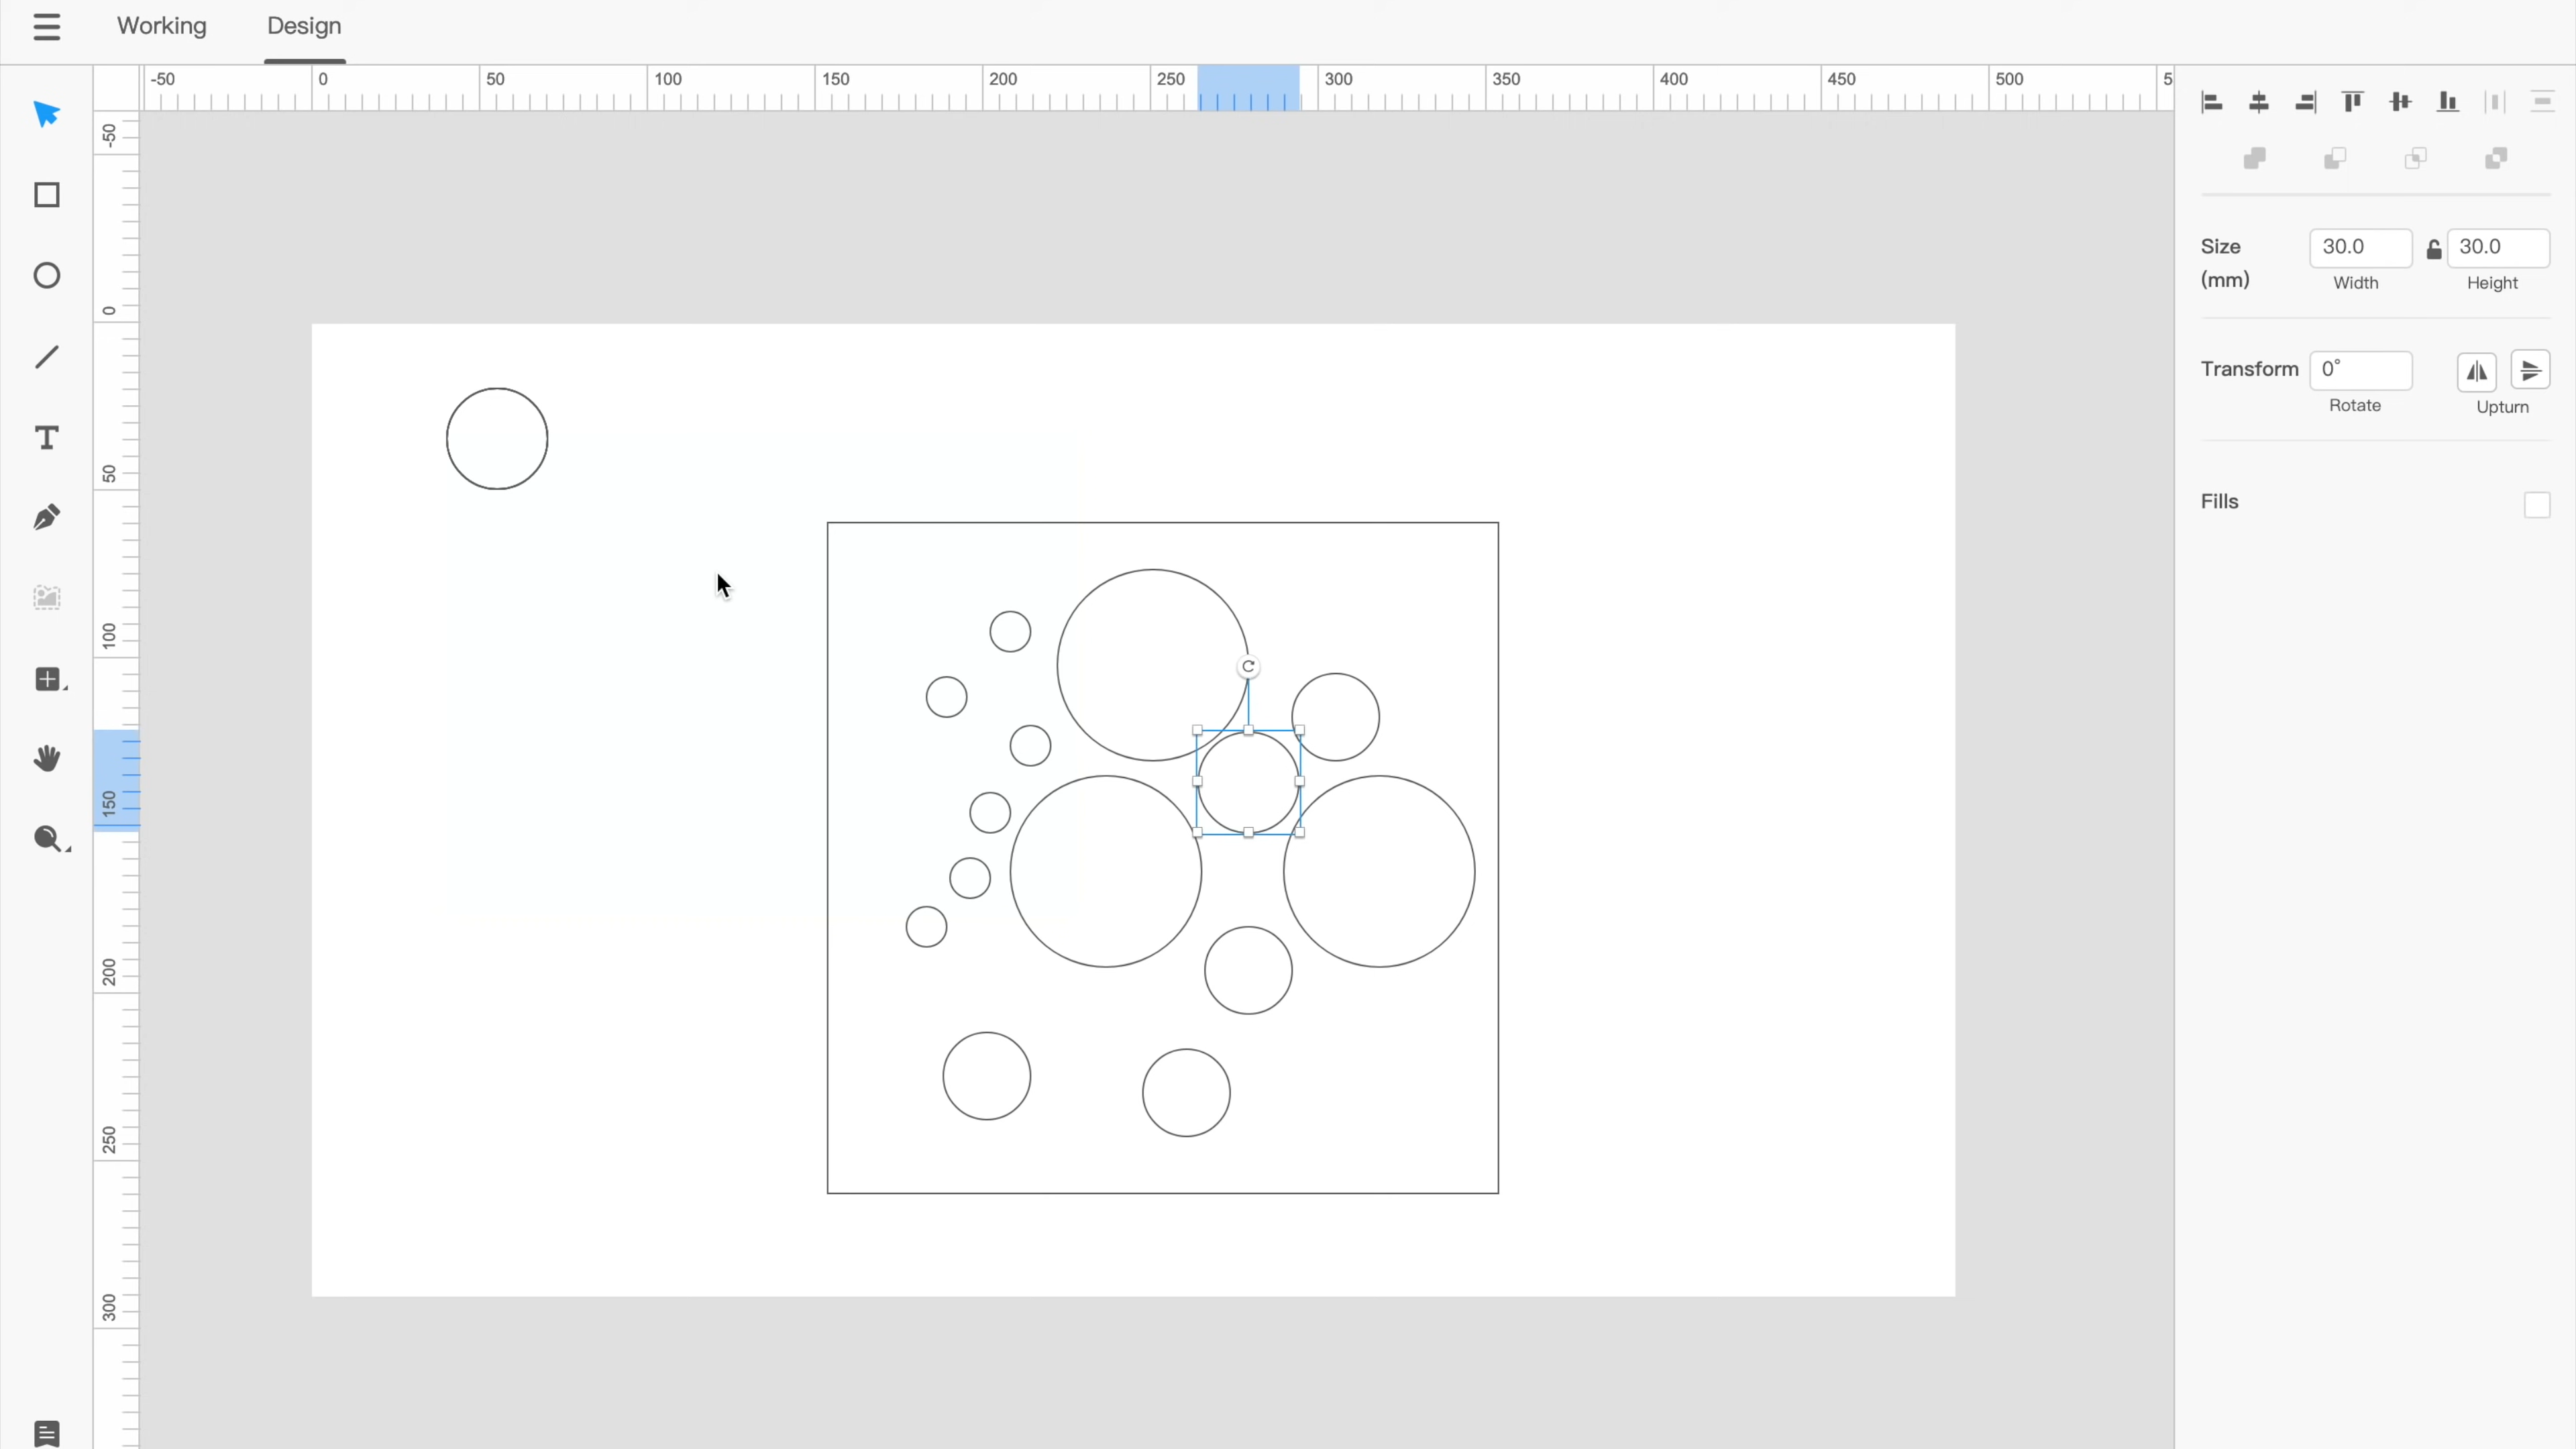 Working Design
-50 0 50 100 150 200 250 300 350 400 450 500 5
-50
0
50
100
150
200
250
300
Size
(mm)
30.0 30.0
Width Height
Transform 0°
Rotate Upturn
Fills
T